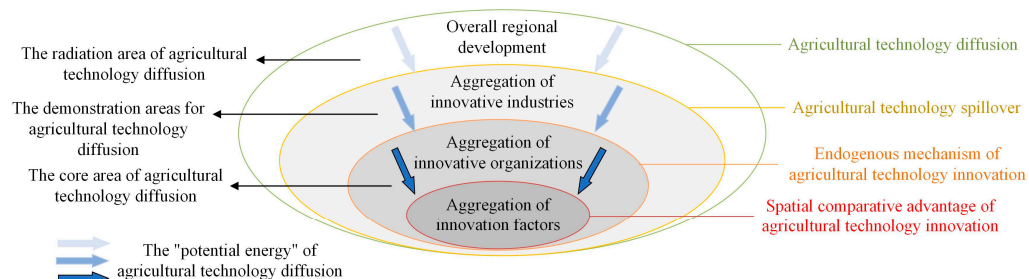 Overall regional
development
The radiation area of agricultural
technology diffusion
Agricultural technology diffusion
Aggregation of
innovative industries
The demonstration areas for
agricultural technology
diffusion
Agricultural technology spillover
Aggregation of
innovative organizations
Endogenous mechanism of
agricultural technology innovation
The core area of agricultural
technology diffusion
Aggregation of
innovation factors
Spatial comparative advantage of
agricultural technology innovation
The "potential energy" of
agricultural technology diffusion